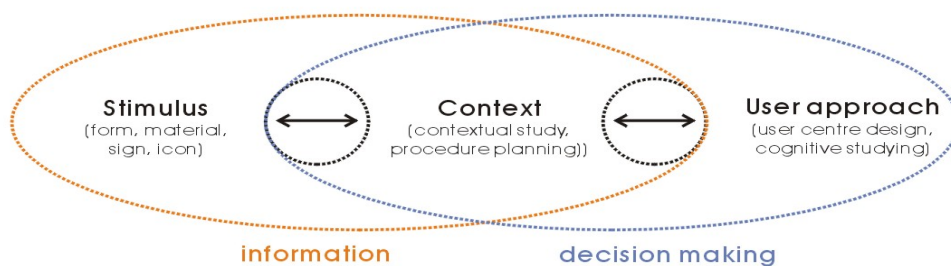 Stimulus
(form, material,
sign, icon)
Context
(contextual study,
procedure planning))
User approach
(user centre design,
cognitive studying)
information
decision making